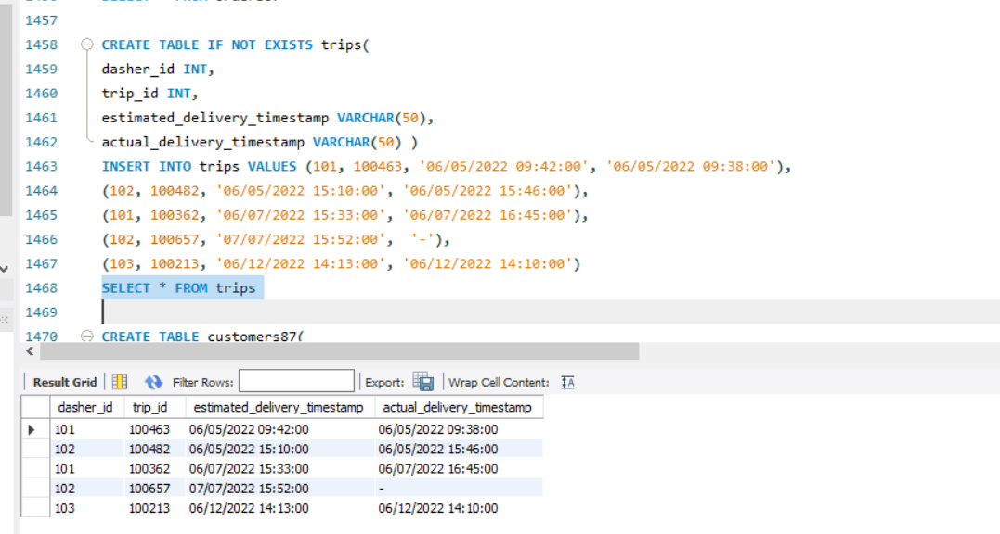 1457
1458 CREATE TABLE IF NOT EXISTS trips(
1459 dasher_id INT,
1460 trip_id INT,
1461 estimated_delivery_timestamp VARCHAR(50),
1462 actual_delivery_timestamp VARCHAR(50) )
1463 INSERT INTO trips VALUES (101, 100463, '06/05/2022 09:42:00', '06/05/2022 09:38:00'),
1464 (102, 100482, '06/05/2022 15:10:00', '06/05/2022 15:46:00'),
1465 (101, 100362, '06/07/2022 15:33:00', '06/07/2022 16:45:00'),
1466 (102, 100657, '07/07/2022 15:52:00',  '-'),
1467 (103, 100213, '06/12/2022 14:13:00', '06/12/2022 14:10:00')
1468 SELECT * FROM trips
1469
1470 CREATE TABLE customers87(
Result Grid Filter Rows: Export: Wrap Cell Content:
dasher_id trip_id estimated_delivery_timestamp actual_delivery_timestamp
101 100463 06/05/2022 09:42:00 06/05/2022 09:38:00
102 100482 06/05/2022 15:10:00 06/05/2022 15:46:00
101 100362 06/07/2022 15:33:00 06/07/2022 16:45:00
102 100657 07/07/2022 15:52:00 -
103 100213 06/12/2022 14:13:00 06/12/2022 14:10:00